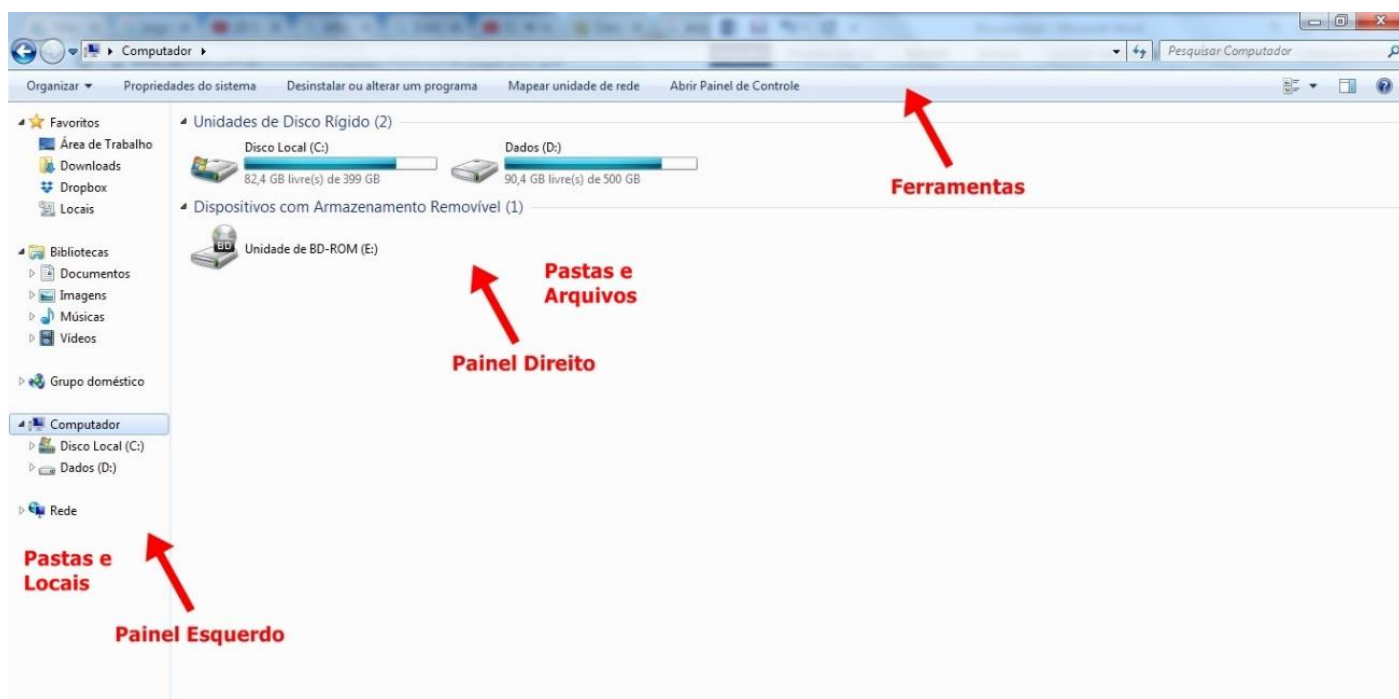 Computador
Pesquisar Computador
Organizar Propriedades do sistema Desinstalar ou alterar um programa Mapear unidade de rede Abrir Painel de Controle
Ferramentas
Favoritos
Área de Trabalho
Downloads
Dropbox
Locais
Bibliotecas
Documentos
Imagens
Músicas
Vídeos
Grupo doméstico
Computador
Disco Local (C:)
Dados (D:)
Rede
Pastas e
Locais
Painel Esquerdo
Unidades de Disco Rígido (2)
Disco Local (C:)
82,4 GB livre(s) de 399 GB
Dados (D:)
90,4 GB livre(s) de 500 GB
Dispositivos com Armazenamento Removível (1)
BD
Unidade de BD-ROM (E:)
Pastas e
Arquivos
Painel Direito